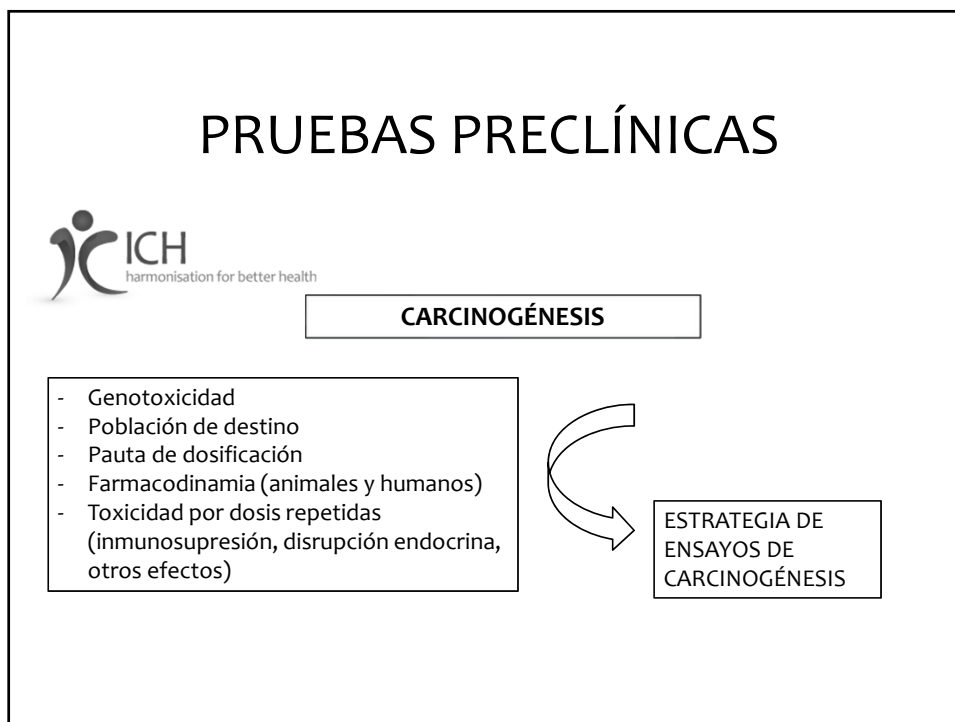 PRUEBAS PRECLÍNICAS
ICH
harmonisation for better health
CARCINOGÉNESIS
- Genotoxicidad
- Población de destino
- Pauta de dosificación
- Farmacodinamia (animales y humanos)
- Toxicidad por dosis repetidas
(inmunosupresión, disrupción endocrina,
otros efectos)
ESTRATEGIA DE
ENSAYOS DE
CARCINOGÉNESIS